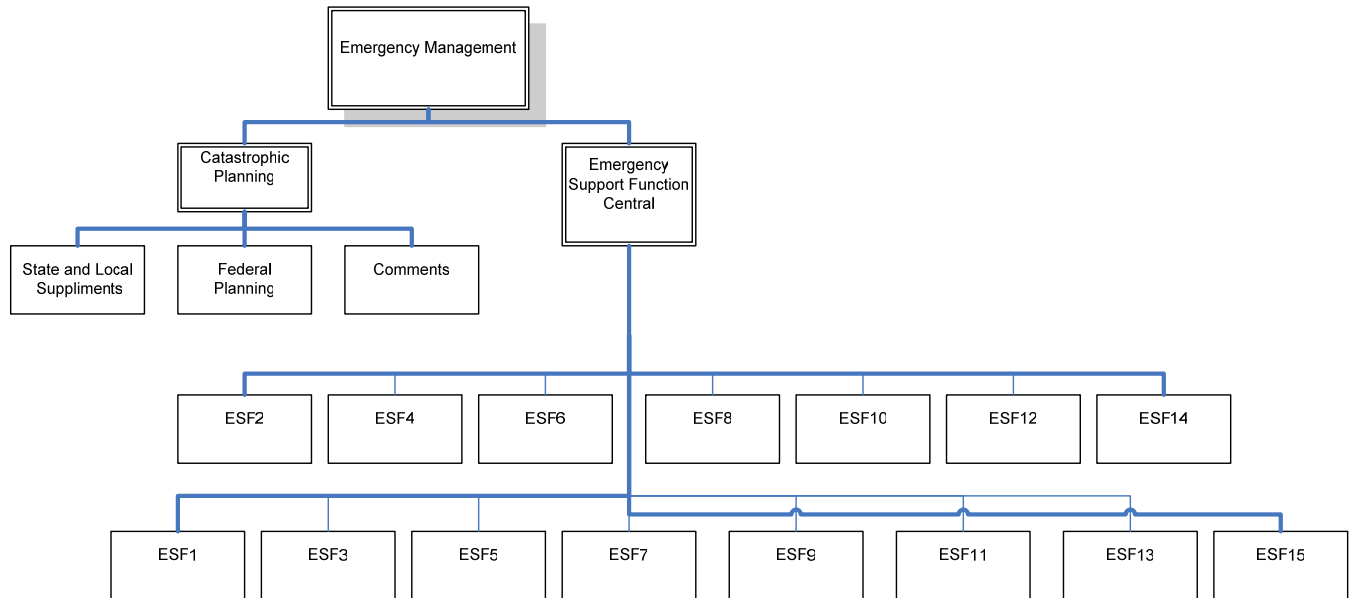 Emergency Management
Catastrophic
Planning
Emergency
Support Function
Central
State and Local
Suppliments
Federal
Planning
Comments
ESF2
ESF4
ESF6
ESF8
ESF10
ESF12
ESF14
ESF1
ESF3
ESF5
ESF7
ESF9
ESF11
ESF13
ESF15